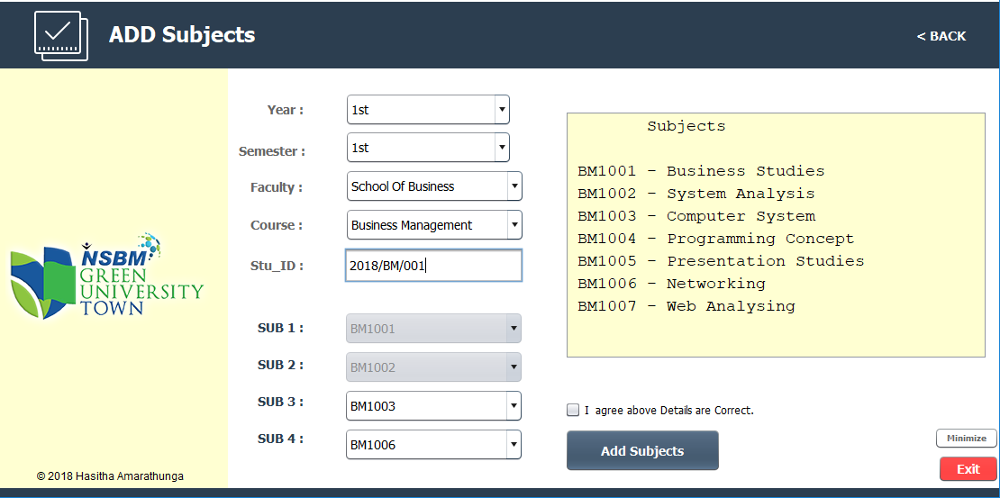 ADD Subjects
< BACK
Year :
1st
Semester :
1st
Faculty :
School Of Business
Course :
Business Management
Stu_ID :
2018/BM/001
SUB 1 :
BM1001
SUB 2 :
BM1002
SUB 3 :
BM1003
SUB 4 :
BM1006
Subjects
BM1001 - Business Studies
BM1002 - System Analysis
BM1003 - Computer System
BM1004 - Programming Concept
BM1005 - Presentation Studies
BM1006 - Networking
BM1007 - Web Analysing
I agree above Details are Correct.
Add Subjects
Minimize
Exit
NSBM
GREEN
UNIVERSITY
TOWN
© 2018 Hasitha Amarathunga